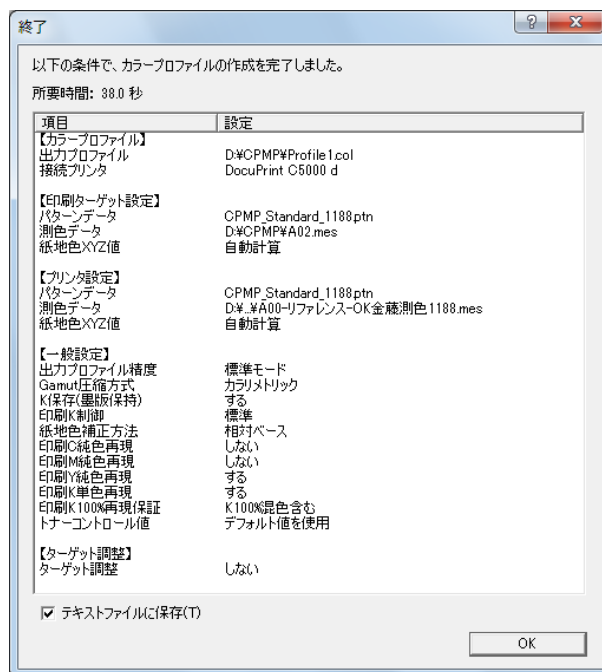 終了
以下の条件で、カラープロファイルの作成を完了しました。
所要時間: 38.0 秒
項目 設定
【カラープロファイル】
出力プロファイル D:¥CPMP¥Profile1.col
接続プリンタ DocuPrint C5000 d
【印刷ターゲット設定】
パターンデータ CPMP_Standard_1188.ptn
測色データ D:¥CPMP¥A02.mes
紙地色XYZ値 自動計算
【プリンタ設定】
パターンデータ CPMP_Standard_1188.ptn
測色データ D:¥...¥A00-リファレンス-OK金藤測色1188.mes
紙地色XYZ値 自動計算
【一般設定】
出力プロファイル精度 標準モード
Gamut圧縮方式 カラリメトリック
K保存(墨版保持) する
印刷K制御 標準
紙地色補正方法 相対ベース
印刷C純色再現 しない
印刷M純色再現 しない
印刷Y純色再現 する
印刷K単色再現 する
印刷K100%再現保証 K100%混色含む
トナーコントロール値 デフォルト値を使用
【ターゲット調整】
ターゲット調整 しない
テキストファイルに保存(T)
OK